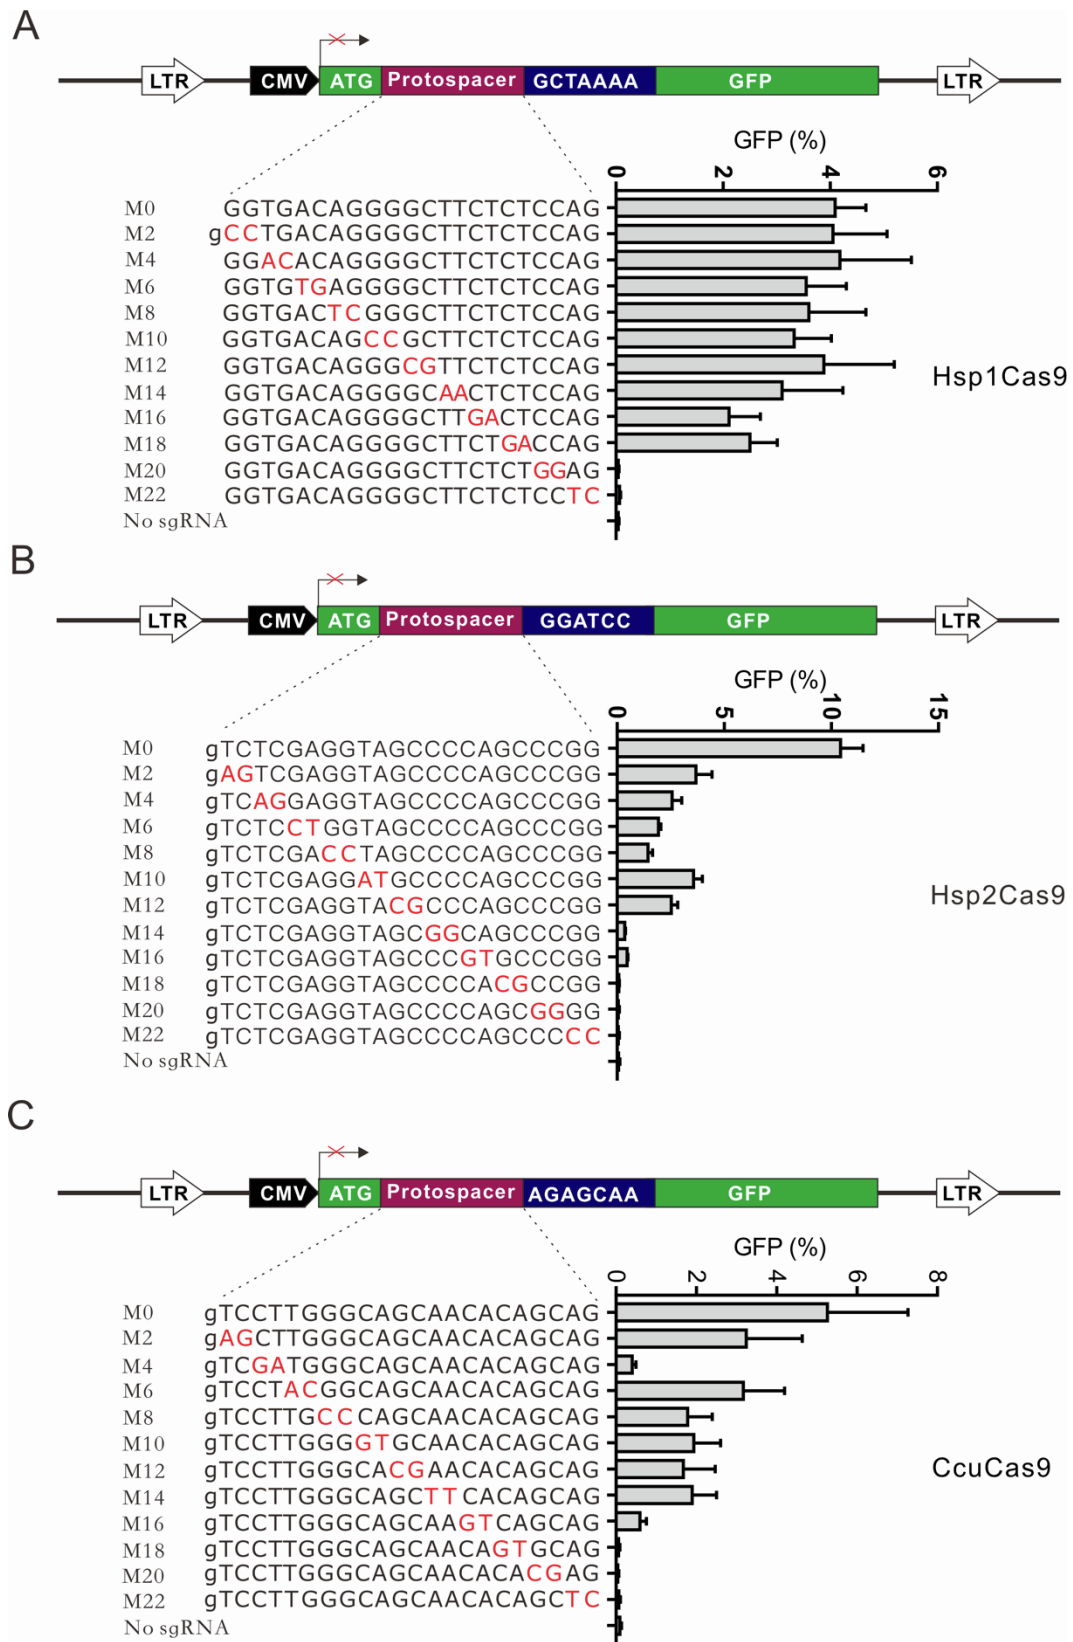 A
LTR CMV ATG Protospacer GCTAAAA GFP LTR
GFP (%)
0 2 4 6
M0 GGTGACAGGGGCTTCTCTCCAG
M2 gCCTGACAGGGGCTTCTCTCCAG
M4 GGACACAGGGGCTTCTCTCCAG
M6 GGTGTGAGGGGCTTCTCTCCAG
M8 GGTGACTCGGGCTTCTCTCCAG
M10 GGTGACAGCCGCTTCTCTCCAG
M12 GGTGACAGGGCGTTCTCTCCAG
M14 GGTGACAGGGGCAACTCTCCAG
M16 GGTGACAGGGGCTTGACTCCAG
M18 GGTGACAGGGGCTTCTGACCAG
M20 GGTGACAGGGGCTTCTCTGGAG
M22 GGTGACAGGGGCTTCTCTCCTC
No sgRNA
Hsp1Cas9
B
LTR CMV ATG Protospacer GGATCC GFP LTR
GFP (%)
0 5 10 15
M0 gTCTCGAGGTAGCCCCAGCCCGG
M2 gAGTCGAGGTAGCCCCAGCCCGG
M4 gTCAGGAGGTAGCCCCAGCCCGG
M6 gTCTCCTGGTAGCCCCAGCCCGG
M8 gTCTCGACCTAGCCCCAGCCCGG
M10 gTCTCGAGGATGCCCCAGCCCGG
M12 gTCTCGAGGTACGCCCAGCCCGG
M14 gTCTCGAGGTAGCGGCAGCCCGG
M16 gTCTCGAGGTAGCCCGTGCCCGG
M18 gTCTCGAGGTAGCCCCACGCCGG
M20 gTCTCGAGGTAGCCCCAGCGGGG
M22 gTCTCGAGGTAGCCCCAGCCCCC
No sgRNA
Hsp2Cas9
C
LTR CMV ATG Protospacer AGAGCAA GFP LTR
GFP (%)
0 2 4 6 8
M0 gTCCTTGGGCAGCAACACAGCAG
M2 gAGCTTGGGCAGCAACACAGCAG
M4 gTCGATGGGCAGCAACACAGCAG
M6 gTCCTACGGCAGCAACACAGCAG
M8 gTCCTTGCCCAGCAACACAGCAG
M10 gTCCTTGGGGTGCAACACAGCAG
M12 gTCCTTGGGCACGAACACAGCAG
M14 gTCCTTGGGCAGCTTCACAGCAG
M16 gTCCTTGGGCAGCAAGTCAGCAG
M18 gTCCTTGGGCAGCAACAGTGCAG
M20 gTCCTTGGGCAGCAACACACGAG
M22 gTCCTTGGGCAGCAACACAGCTC
No sgRNA
CcuCas9